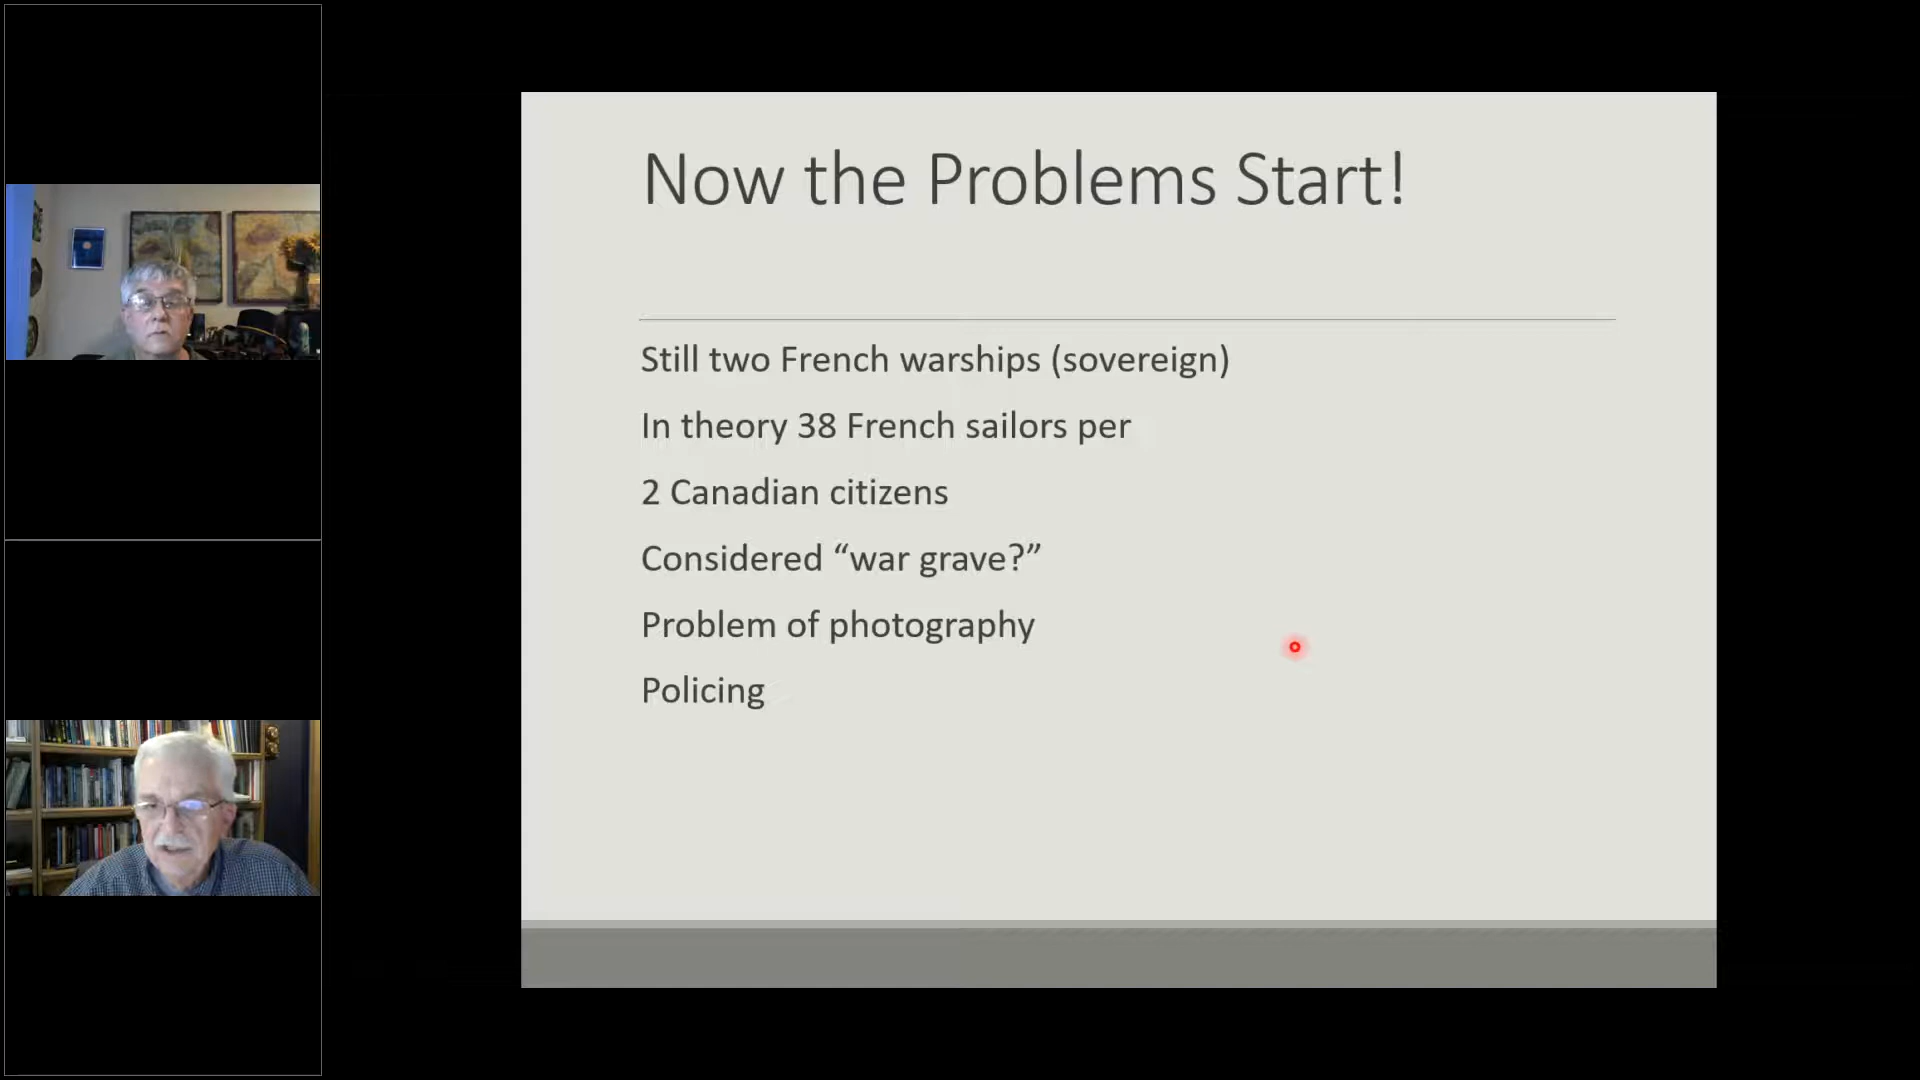 Now the Problems Start!
Still two French warships (sovereign)
In theory 38 French sailors per
2 Canadian citizens
Considered “war grave?”
Problem of photography
Policing